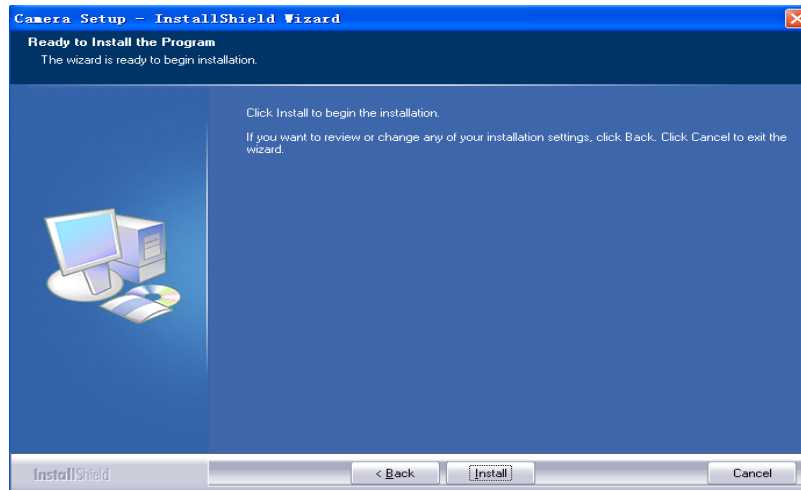 Camera Setup - InstallShield Wizard
Ready to Install the Program
The wizard is ready to begin installation.
Click Install to begin the installation.
If you want to review or change any of your installation settings, click Back. Click Cancel to exit the
wizard.
InstallShield
< Back
Install
Cancel